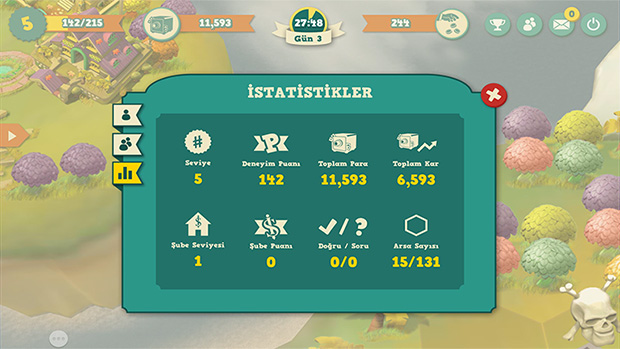 5
142/215
11,593
27:48
Gün 3
244
0
İSTATİSTİKLER
#
Seviye
5
P
Deneyim Puanı
142
Toplam Para
11,593
Toplam Kar
6,593
Şube Seviyesi
1
Şube Puanı
0
✓/?
Doğru / Soru
0/0
Arsa Sayısı
15/131